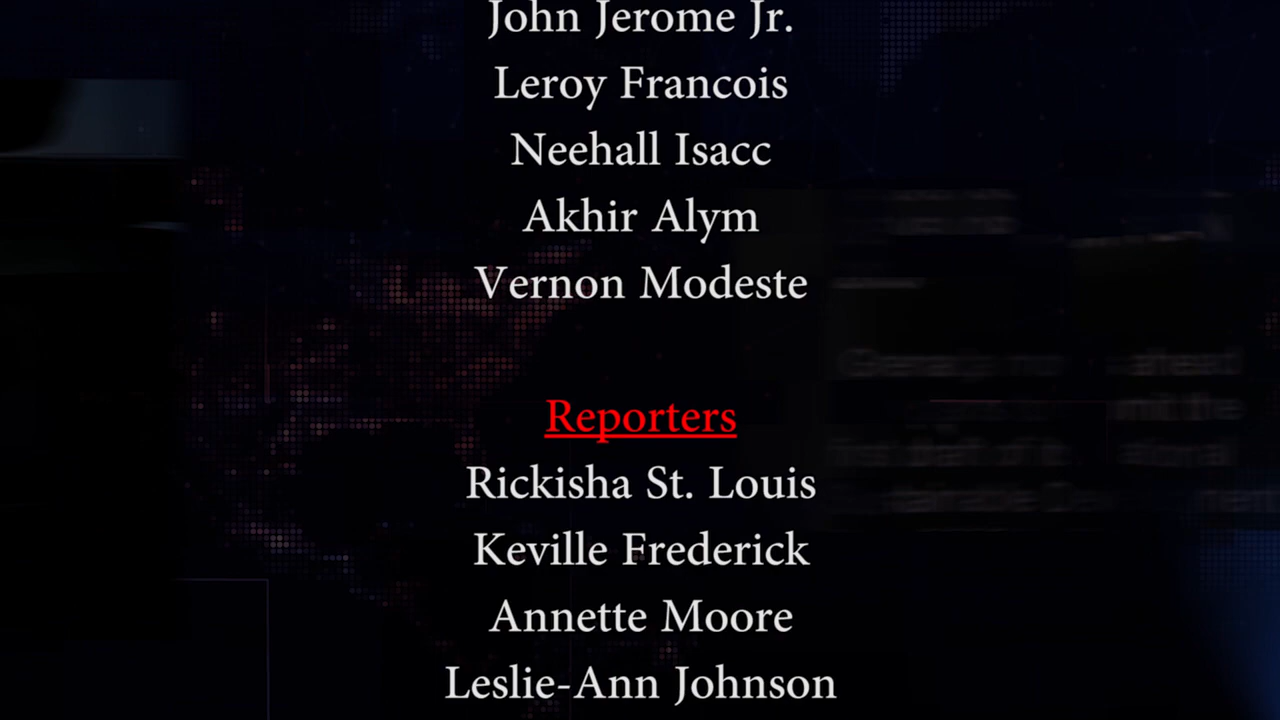 John Jerome Jr.
Leroy Francois
Neehall Isacc
Akhir Alym
Vernon Modeste
Reporters
Rickisha St. Louis
Keville Frederick
Annette Moore
Leslie-Ann Johnson